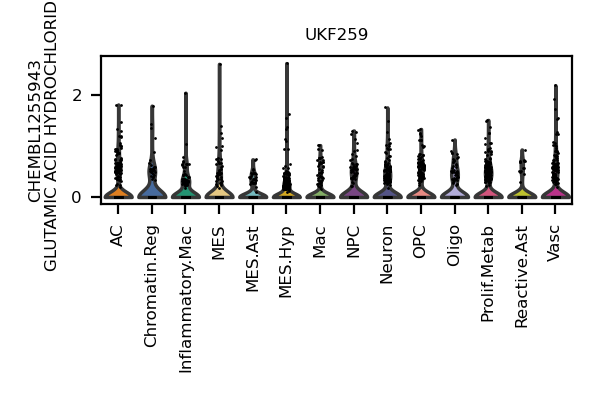 UKF259
CHEMBL1255943
GLUTAMIC ACID HYDROCHLORID
2
0
AC
Chromatin.Reg
Inflammatory.Mac
MES
MES.Ast
MES.Hyp
Mac
NPC
Neuron
OPC
Oligo
Prolif.Metab
Reactive.Ast
Vasc